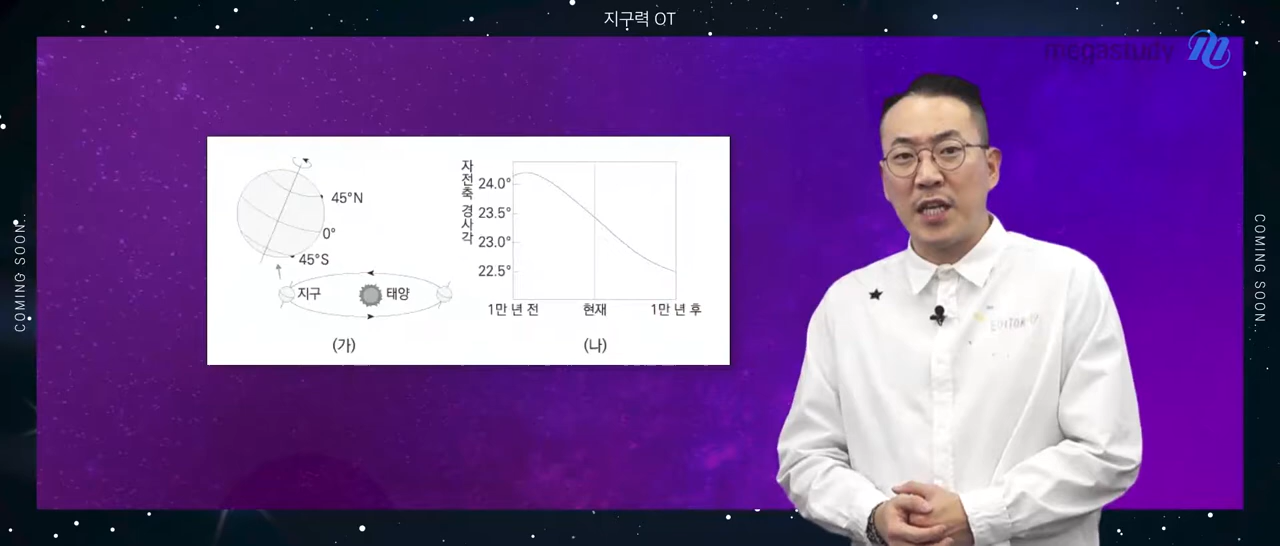 지구력 OT
megastudy
COMING SOON..
COMING SOON..
45°N
0°
45°S
지구
태양
(가)
자전축 경사각
24.0°
23.5°
23.0°
22.5°
1만 년 전
현재
1만 년 후
(나)
EDITOR